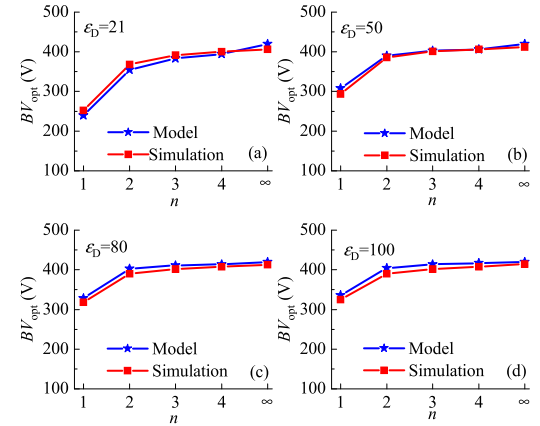 500
400
300
200
100
BV_opt (V)
ε_D=21
Model
Simulation
(a)
1 2 3 4 ∞
n
500
400
300
200
100
BV_opt (V)
ε_D=50
Model
Simulation
(b)
1 2 3 4 ∞
n
500
400
300
200
100
BV_opt (V)
ε_D=80
Model
Simulation
(c)
1 2 3 4 ∞
n
500
400
300
200
100
BV_opt (V)
ε_D=100
Model
Simulation
(d)
1 2 3 4 ∞
n